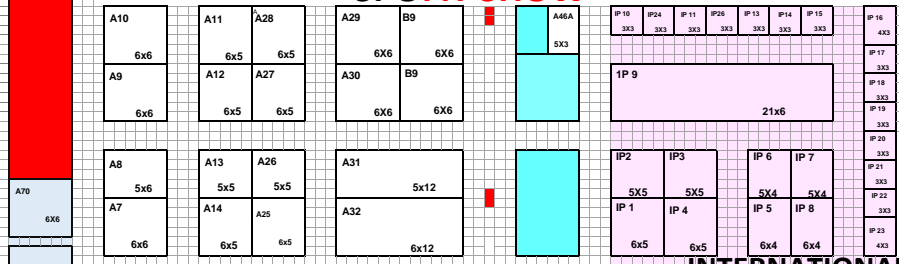 A10
6x6
A9
6x6
A11
6x5
A
A28
6x5
A12
6x5
A27
6x5
A29
6X6
B9
6X6
A30
6X6
B9
6X6
A46A
5X3
IP 10
3X3
IP24
3X3
IP 11
3X3
IP26
3X3
IP 13
3X3
IP 14
3X3
IP 15
3X3
IP 16
4X3
IP 17
3X3
IP 18
3X3
IP 19
3X3
IP 20
3X3
IP 21
3X3
IP 22
3X3
IP 23
4X3
1P 9
21x6
A70
6X6
A8
5x6
A7
6x6
A13
5x5
A26
5x5
A14
6x5
A25
6x5
A31
5x12
A32
6x12
IP2
5X5
IP3
5X5
IP 1
6x5
IP 4
6x5
IP 6
5X4
IP 7
5X4
IP 5
6x4
IP 8
6x4
INTERNATIONAL